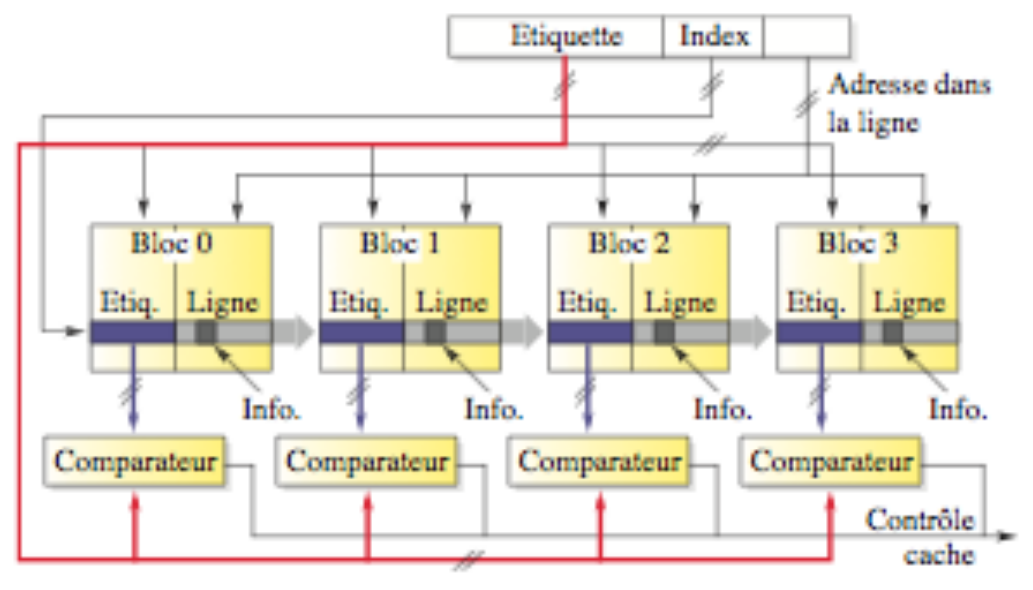 Etiquette Index
Adresse dans
la ligne
Bloc 0 Bloc 1 Bloc 2 Bloc 3
Etiq. Ligne Etiq. Ligne Etiq. Ligne Etiq. Ligne
Info. Info. Info. Info.
Comparateur Comparateur Comparateur Comparateur
Contrôle
cache